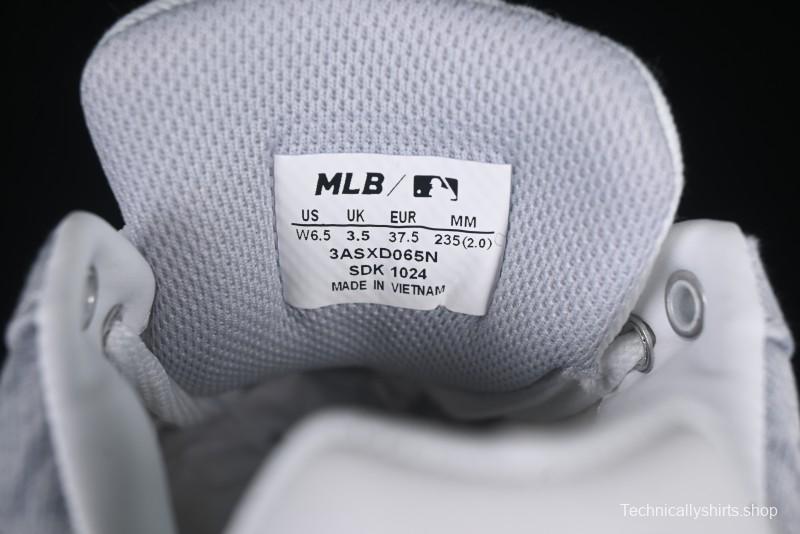 MLB /
US UK EUR MM
W6.5 3.5 37.5 235(2.0)
3ASXD065N
SDK 1024
MADE IN VIETNAM
Technicallyshirts.shop